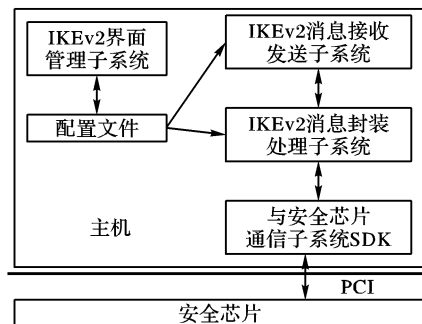 IKEv2界面
管理子系统
IKEv2消息接收
发送子系统
配置文件
IKEv2消息封装
处理子系统
与安全芯片
通信子系统SDK
主机
PCI
安全芯片